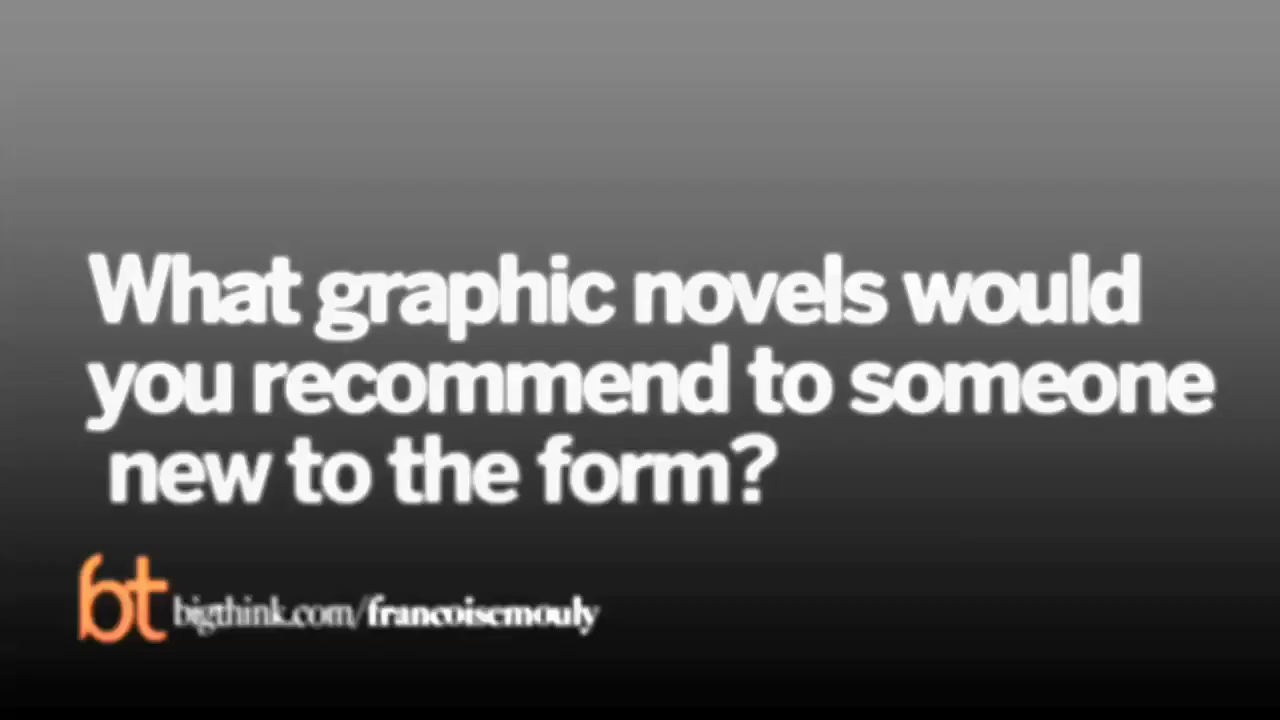 What graphic novels would
you recommend to someone
new to the form?
bt bigthink.com/francoisemouly